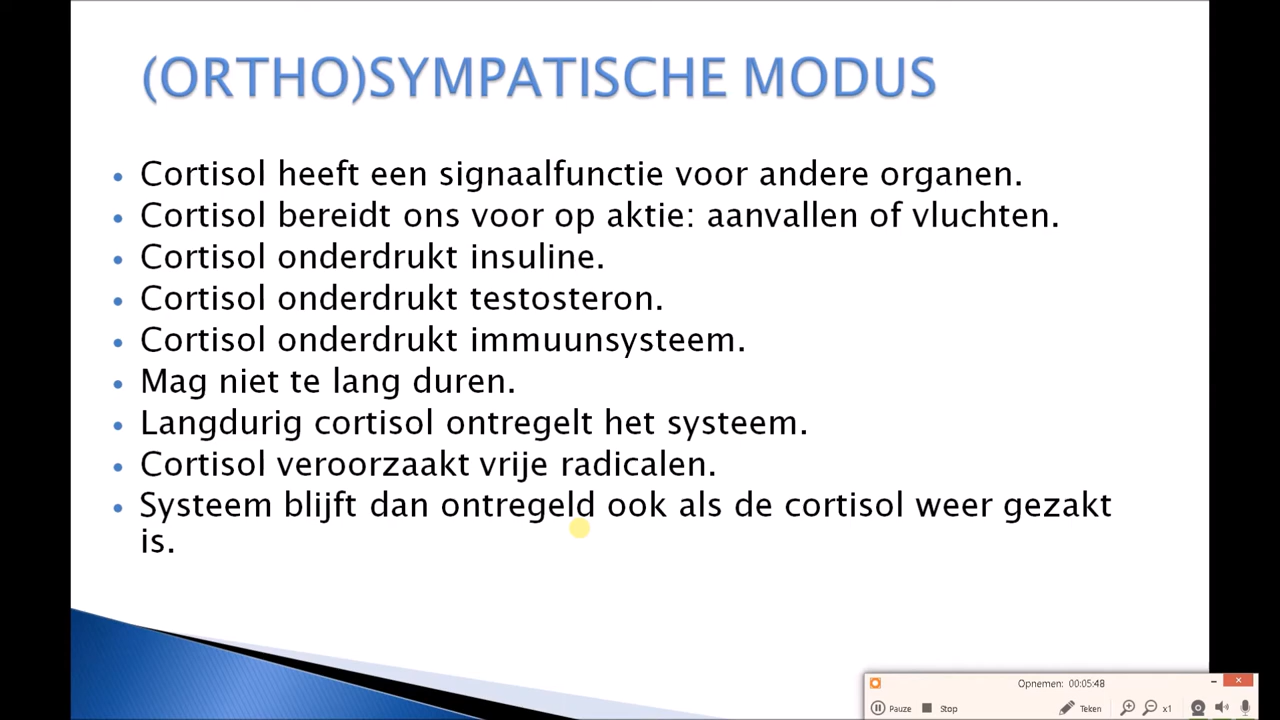 (ORTHO)SYMPATISCHE MODUS
• Cortisol heeft een signaalfunctie voor andere organen.
• Cortisol bereidt ons voor op aktie: aanvallen of vluchten.
• Cortisol onderdrukt insuline.
• Cortisol onderdrukt testosteron.
• Cortisol onderdrukt immuunsysteem.
• Mag niet te lang duren.
• Langdurig cortisol ontregelt het systeem.
• Cortisol veroorzaakt vrije radicalen.
• Systeem blijft dan ontregeld ook als de cortisol weer gezakt
is.
Opnemen: 00:05:48
Pauze Stop Teken x1